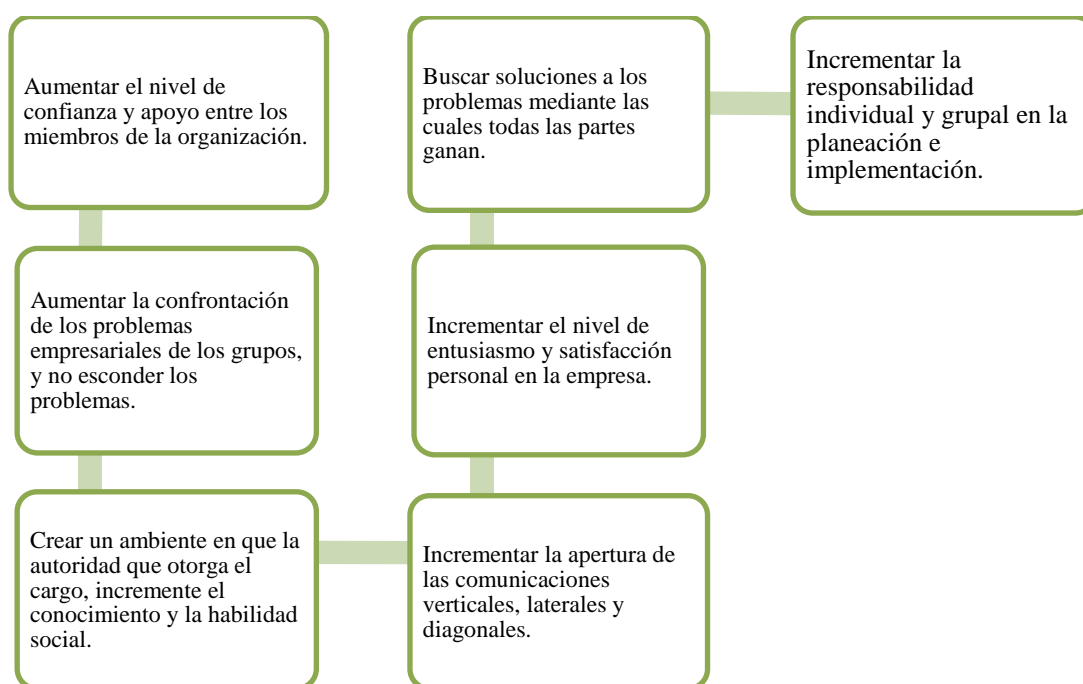 Aumentar el nivel de
confianza y apoyo entre los
miembros de la organización.
Aumentar la confrontación
de los problemas
empresariales de los grupos,
y no esconder los
problemas.
Crear un ambiente en que la
autoridad que otorga el
cargo, incremente el
conocimiento y la habilidad
social.
Incrementar la apertura de
las comunicaciones
verticales, laterales y
diagonales.
Incrementar el nivel de
entusiasmo y satisfacción
personal en la empresa.
Buscar soluciones a los
problemas mediante las
cuales todas las partes
ganan.
Incrementar la
responsabilidad
individual y grupal en la
planeación e
implementación.